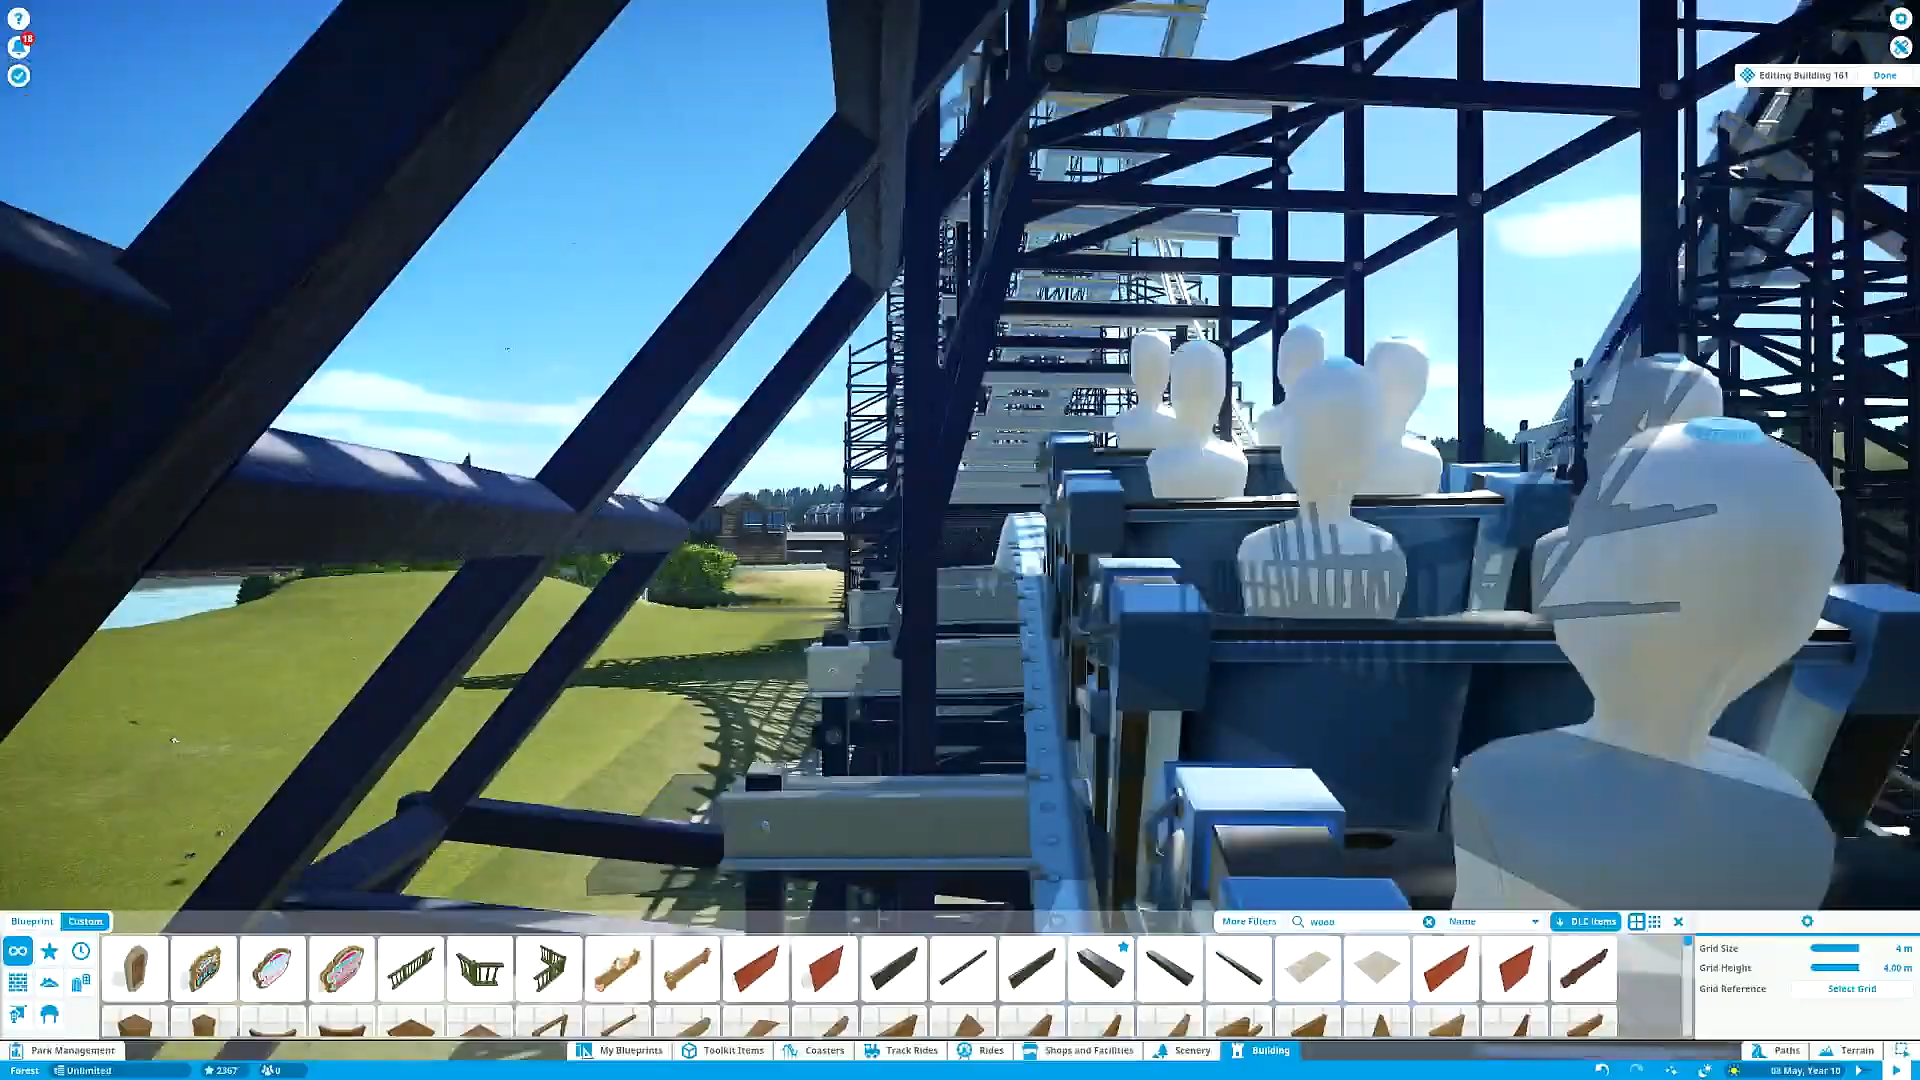 ?
18
Editing Building 161 Done
Blueprint Custom
More Filters wooo Name DLC Items
Grid Size 4 m
Grid Height 4.00 m
Grid Reference Select Grid
Park Management My Blueprints Toolkit Items Coasters Track Rides Rides Shops and Facilities Scenery Building Paths Terrain
Forest Unlimited 2367 0 03 May, Year 10